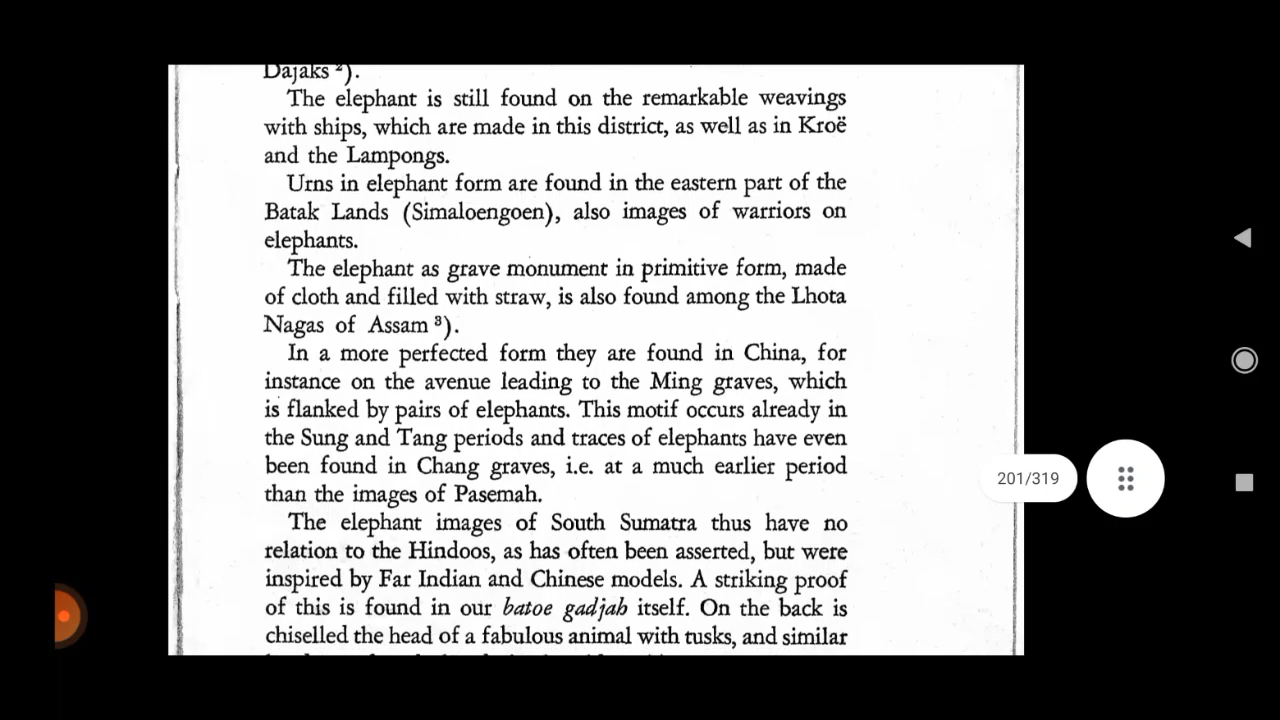 Dajaks ²).
The elephant is still found on the remarkable weavings
with ships, which are made in this district, as well as in Kroë
and the Lampongs.
Urns in elephant form are found in the eastern part of the
Batak Lands (Simaloengoen), also images of warriors on
elephants.
The elephant as grave monument in primitive form, made
of cloth and filled with straw, is also found among the Lhota
Nagas of Assam ³).
In a more perfected form they are found in China, for
instance on the avenue leading to the Ming graves, which
is flanked by pairs of elephants. This motif occurs already in
the Sung and Tang periods and traces of elephants have even
been found in Chang graves, i.e. at a much earlier period
than the images of Pasemah.
The elephant images of South Sumatra thus have no
relation to the Hindoos, as has often been asserted, but were
inspired by Far Indian and Chinese models. A striking proof
of this is found in our batoe gadjah itself. On the back is
chiselled the head of a fabulous animal with tusks, and similar
201/319